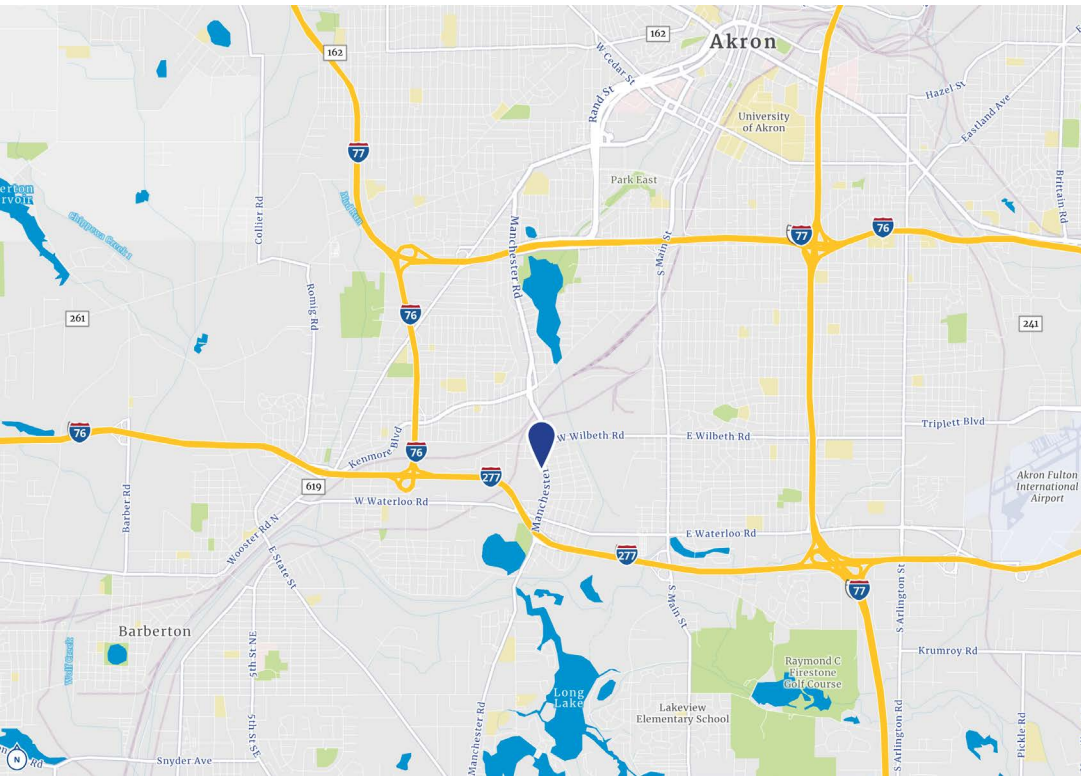 162
W Cedar St
162
Akron
Rand St
Hazel St
Eastland Ave
University
of Akron
77
Park East
Brittain Rd
Collier Rd
Chippewa Creek
Manchester Rd
S Main St
77
76
Romig Rd
76
261
241
76
Kenmore Blvd
76
W Wilbeth Rd
E Wilbeth Rd
Triplett Blvd
277
619
Akron Fulton
International
Airport
Barber Rd
W Waterloo Rd
Manchester
Wooster Rd N
E Waterloo Rd
277
E State St
S Main St
77
S Arlington St
Barberton
Wolf Creek
5th St NE
Krumroy Rd
Raymond C
Firestone
Golf Course
Long
Lake
Lakeview
Elementary School
Manchester Rd
5th St SE
S Arlington Rd
Pickle Rd
N
Snyder Ave